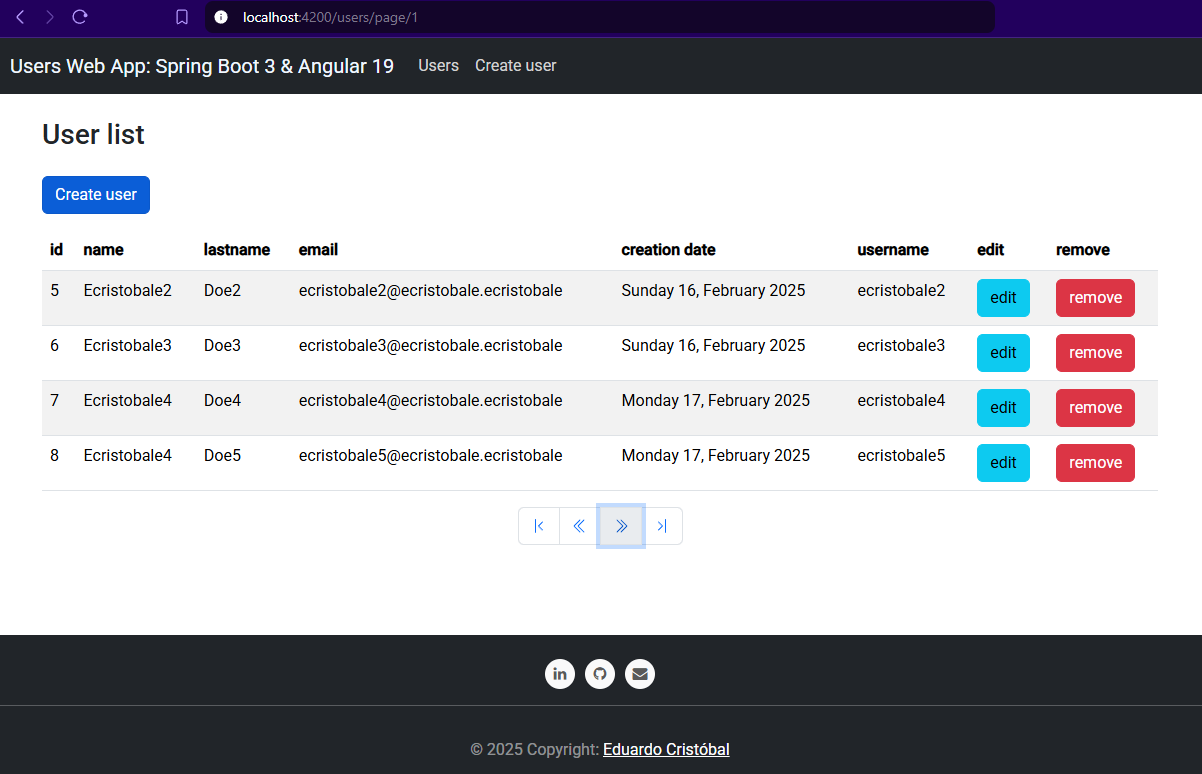 localhost:4200/users/page/1
Users Web App: Spring Boot 3 & Angular 19 Users Create user
User list
Create user
id name lastname email creation date username edit remove
5 Ecristobale2 Doe2 ecristobale2@ecristobale.ecristobale Sunday 16, February 2025 ecristobale2 edit remove
6 Ecristobale3 Doe3 ecristobale3@ecristobale.ecristobale Sunday 16, February 2025 ecristobale3 edit remove
7 Ecristobale4 Doe4 ecristobale4@ecristobale.ecristobale Monday 17, February 2025 ecristobale4 edit remove
8 Ecristobale4 Doe5 ecristobale5@ecristobale.ecristobale Monday 17, February 2025 ecristobale5 edit remove
in
© 2025 Copyright: Eduardo Cristóbal